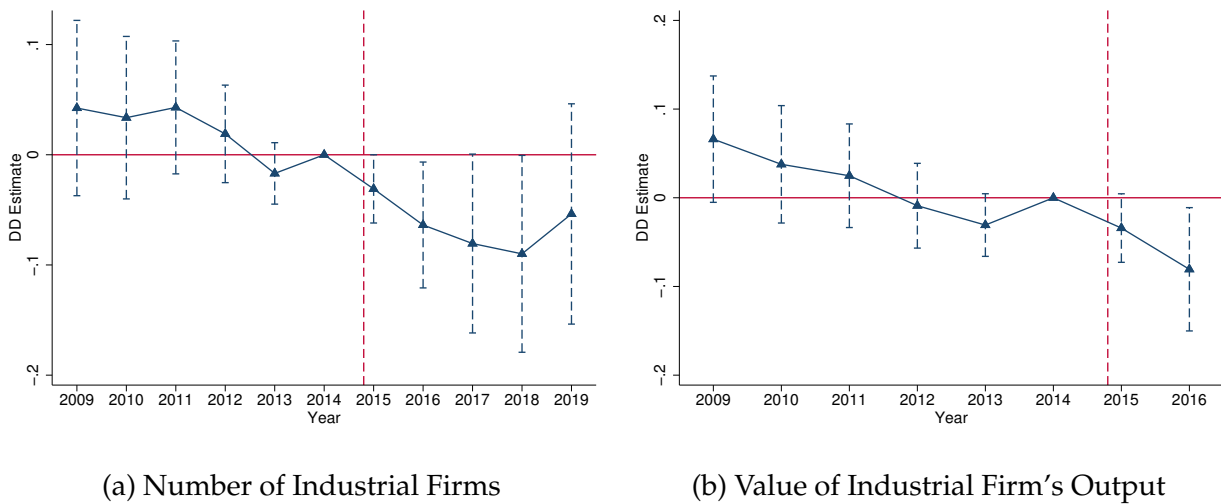 .1
0
-.1
-.2
DD Estimate
2009 2010 2011 2012 2013 2014 2015 2016 2017 2018 2019
Year
(a) Number of Industrial Firms
.2
.1
0
-.1
-.2
DD Estimate
2009 2010 2011 2012 2013 2014 2015 2016
Year
(b) Value of Industrial Firm's Output